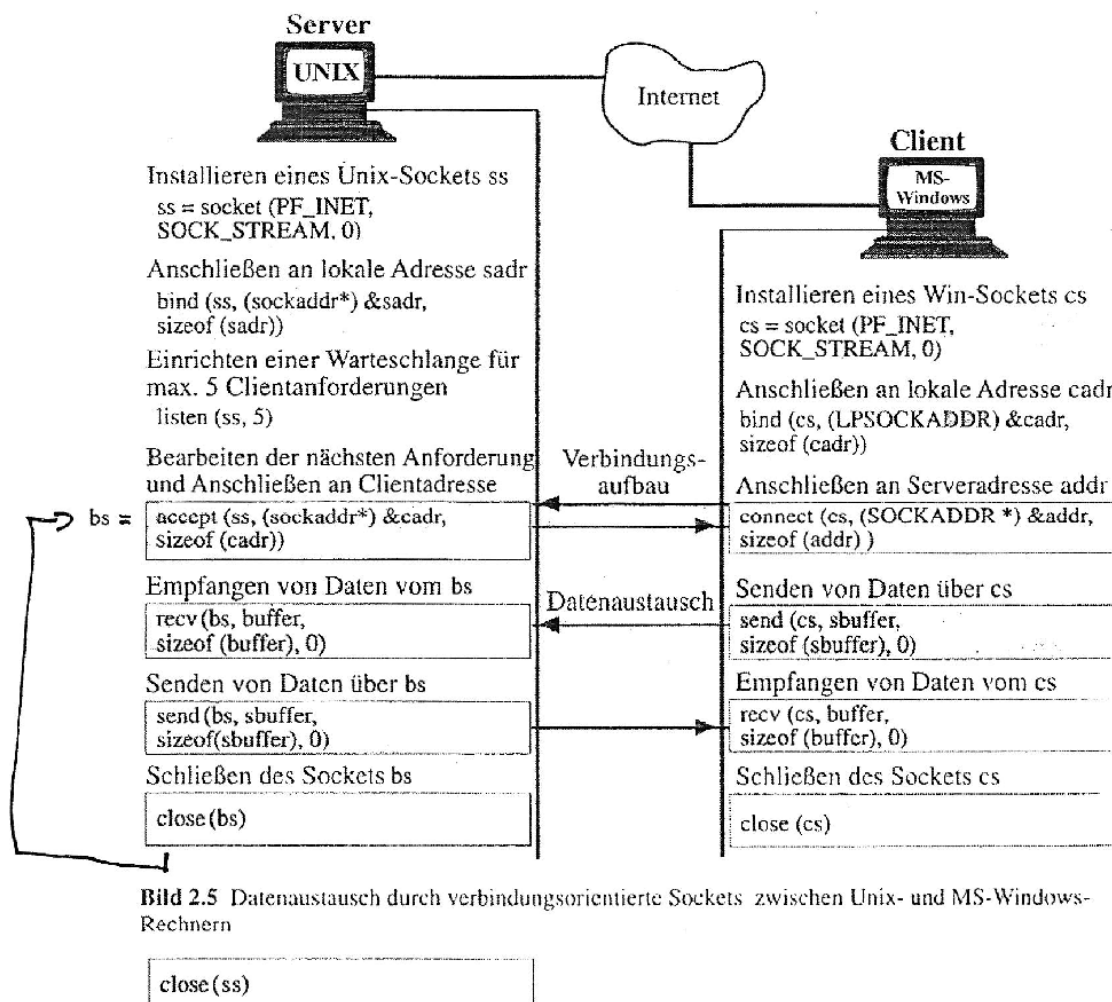 Server
UNIX
Internet
Client
MS-
Windows
Installieren eines Unix-Sockets ss
ss = socket (PF_INET,
SOCK_STREAM, 0)
Anschließen an lokale Adresse sadr
bind (ss, (sockaddr*) &sadr,
sizeof (sadr))
Einrichten einer Warteschlange für
max. 5 Clientanforderungen
listen (ss, 5)
Bearbeiten der nächsten Anforderung
und Anschließen an Clientadresse
bs =
accept (ss, (sockaddr*) &cadr,
sizeof (cadr))
Empfangen von Daten vom bs
recv (bs, buffer,
sizeof (buffer), 0)
Senden von Daten über bs
send (bs, sbuffer,
sizeof(sbuffer), 0)
Schließen des Sockets bs
close (bs)
Verbindungs-
aufbau
Datenaustausch
Installieren eines Win-Sockets cs
cs = socket (PF_INET,
SOCK_STREAM, 0)
Anschließen an lokale Adresse cadr
bind (cs, (LPSOCKADDR) &cadr,
sizeof (cadr))
Anschließen an Serveradresse addr
connect (cs, (SOCKADDR *) &addr,
sizeof (addr) )
Senden von Daten über cs
send (cs, sbuffer,
sizeof (sbuffer), 0)
Empfangen von Daten vom cs
recv (cs, buffer,
sizeof (buffer), 0)
Schließen des Sockets cs
close (cs)
Bild 2.5 Datenaustausch durch verbindungsorientierte Sockets zwischen Unix- und MS-Windows-
Rechnern
close (ss)